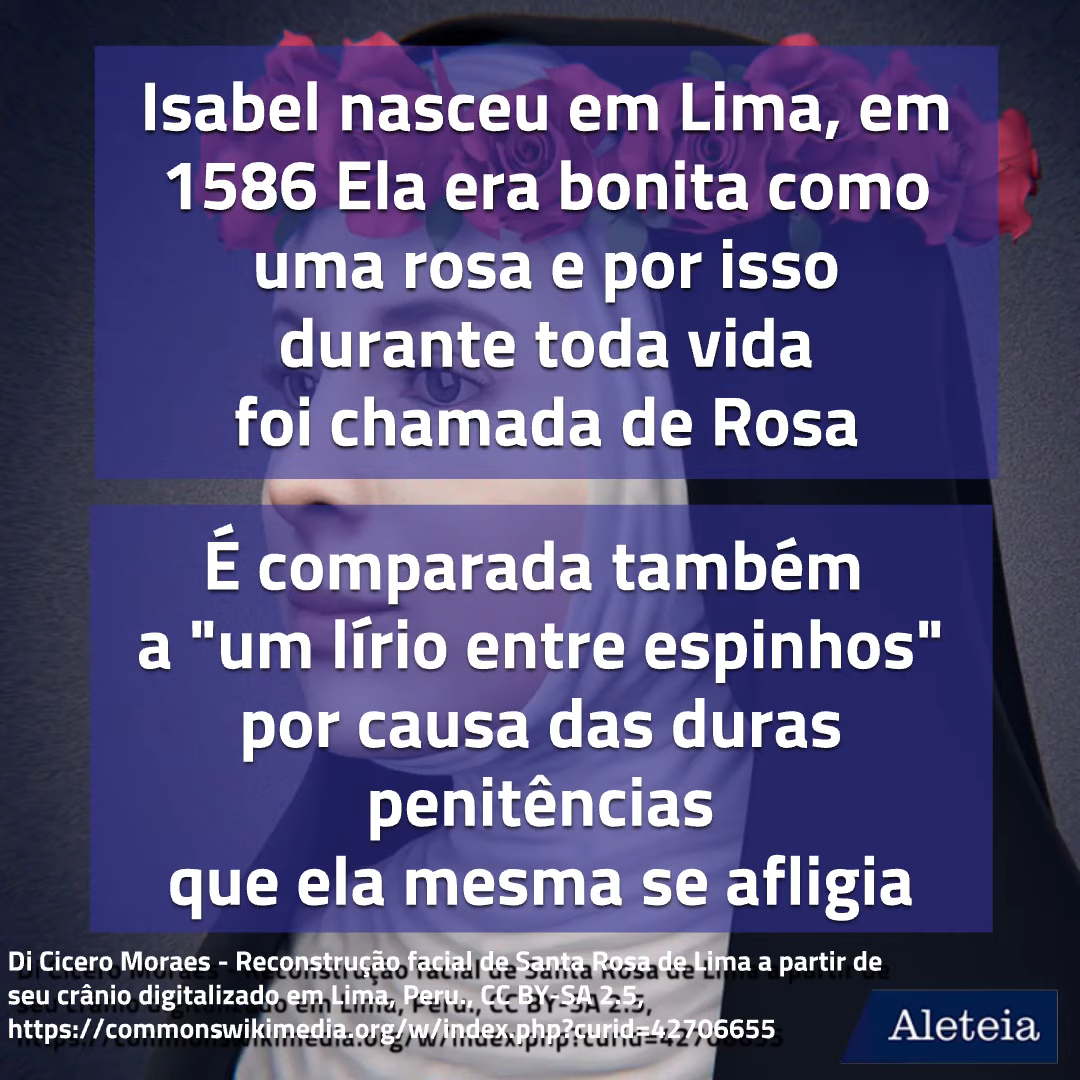 Isabel nasceu em Lima, em
1586 Ela era bonita como
uma rosa e por isso
durante toda vida
foi chamada de Rosa
É comparada também
a "um lírio entre espinhos"
por causa das duras
penitências
que ela mesma se afligia
Di Cicero Moraes - Reconstrução facial de Santa Rosa de Lima a partir de
seu crânio digitalizado em Lima, Peru., CC BY-SA 2.5,
https://commonswikimedia.org/w/index.php?curid=42706655
Aleteia